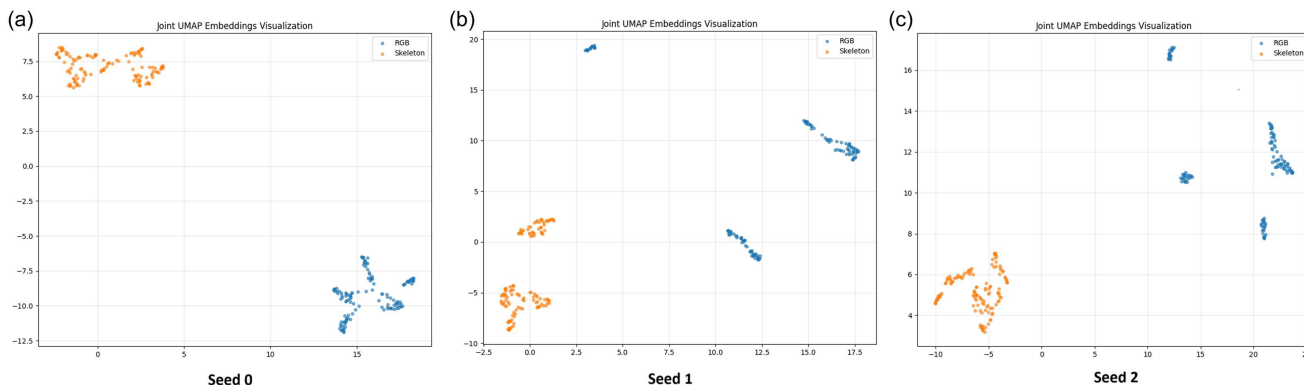 (a)
Joint UMAP Embeddings Visualization
RGB
Skeleton
7.5
5.0
2.5
0.0
−2.5
−5.0
−7.5
−10.0
−12.5
0
5
10
15
Seed 0
(b)
Joint UMAP Embeddings Visualization
RGB
Skeleton
20
15
10
5
0
−5
−10
−2.5
0.0
2.5
5.0
7.5
10.0
12.5
15.0
17.5
Seed 1
(c)
Joint UMAP Embeddings Visualization
RGB
Skeleton
16
14
12
10
8
6
4
−10
−5
0
5
10
15
20
Seed 2